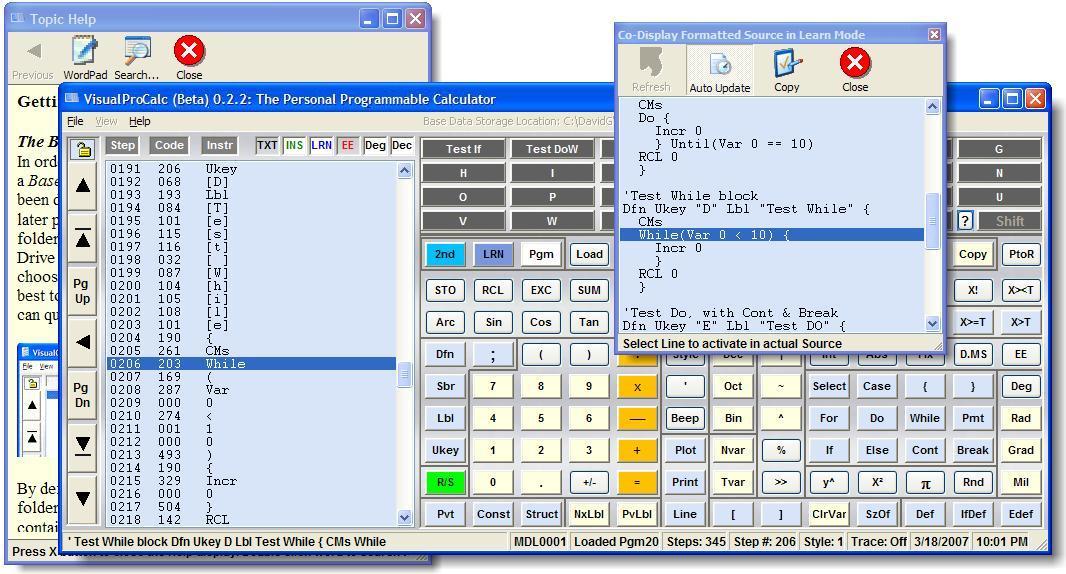 Topic Help
Previous WordPad Search... Close
Getti
The B
In orde
a Base
been c
later p
folder
Drive
choos
best to
can qu
VisualC
File View
By def
folder
contai
Press X
VisualProCalc (Beta) 0.2.2: The Personal Programmable Calculator
File View Help Base Data Storage Location: C:\DavidG\
Step Code Instr TXT INS LRN EE Deg Dec
Pg Up
Pg Dn
0191 206 Ukey
0192 068 [D]
0193 193 Lbl
0194 084 [T]
0195 101 [e]
0196 115 [s]
0197 116 [t]
0198 032 [ ]
0199 087 [W]
0200 104 [h]
0201 105 [i]
0202 108 [l]
0203 101 [e]
0204 190 {
0205 261 CMs
0206 203 While
0207 169 (
0208 287 Var
0209 000 0
0210 274 <
0211 001 1
0212 000 0
0213 493 )
0214 190 {
0215 329 Incr
0216 000 0
0217 504 }
0218 142 RCL
Test If Test DoW G
H I N
O P U
V W ? Shift
2nd LRN Pgm Load Copy PtoR
STO RCL EXC SUM X! X><T
Arc Sin Cos Tan X>=T X>T
Dfn ; ( ) Style Dec Int Abs Fix D.MS EE
Sbr 7 8 9 x ' Oct ~ Select Case { } Deg
Lbl 4 5 6 — Beep Bin ^ For Do While Pmt Rad
Ukey 1 2 3 + Plot Nvar % If Else Cont Break Grad
R/S 0 . +/- = Print Tvar >> y^ X² π Rnd Mil
Pvt Const Struct NxLbl PvLbl Line [ ] ClrVar SzOf Def IfDef Edef
' Test While block Dfn Ukey D Lbl Test While { CMs While MDL0001 Loaded Pgm20 Steps: 345 Step #: 206 Style: 1 Trace: Off 3/18/2007 10:01 PM
Co-Display Formatted Source in Learn Mode
Refresh Auto Update Copy Close
CMs
Do {
Incr 0
} Until(Var 0 == 10)
RCL 0
}
'Test While block
Dfn Ukey "D" Lbl "Test While" {
CMs
While(Var 0 < 10) {
Incr 0
}
RCL 0
}
'Test Do, with Cont & Break
Dfn Ukey "E" Lbl "Test DO" {
Select Line to activate in actual Source